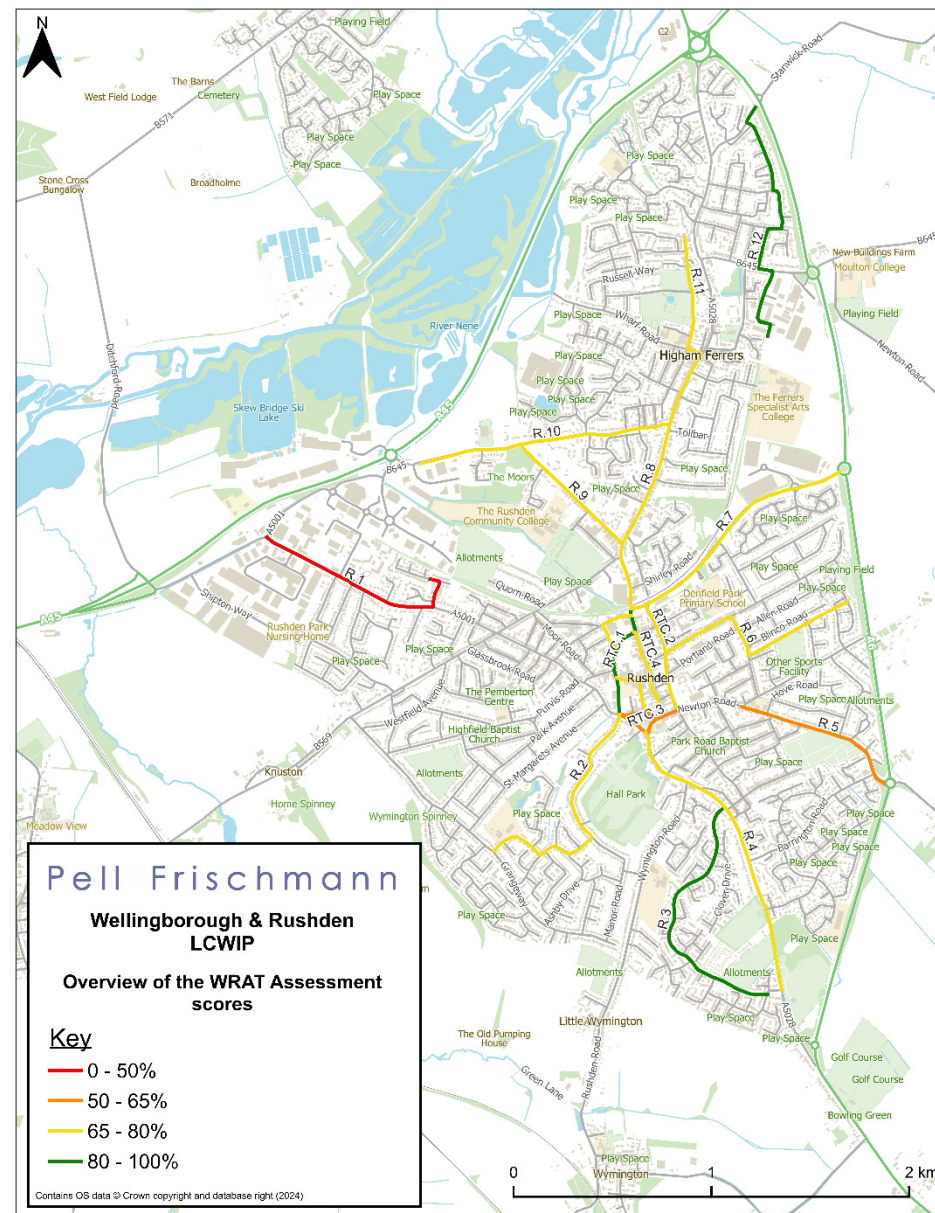 N
Playing Field
C2
Stanwick-Road
The Barns
West Field Lodge
Cemetery
Play Space
B571
Play Space
Play Space
Play Space
Stone Cross
Bungalow
Broadholme
Play Space
Play Space
Play Space
R.12
New Buildings Farm
B645
Moulton College
B645
Russell-Way
R.11
A5028
Play Space
Playing Field
River Nene
Wharf-Road
Higham Ferrers
Newton-Road
Ditchford-Road
Play Space
Play Space
Play Space
Play Space
The Ferrers
Specialist Arts
College
Skew Bridge Ski
Lake
A45
R.10
Tollbar
B645
R.8
Play Space
The Moors
R.9
Play Space
R.7
Play Space
The Rushden
Community College
A5001
Allotments
Play Space
Shirley-Road
Play Space
Playing Field
R.1
Quorn-Road
Denfield Park
Primary School
Play Space
Shipton-Way
A45
A5001
Moor-Road
RTC.1
RTC.2
RTC.4
Allen-Road
Blinco-Road
R.6
Portland-Road
A6
Rushden Park
Nursing Home
Play Space
Play Space
Glassbrook-Road
Rushden
Other Sports
Facility
The Pemberton
Centre
Purvis-Road
Hove-Road
Play Space
Allotments
Westfield-Avenue
Park-Avenue
RTC.3
Newton-Road
R.5
Highfield Baptist
Church
St-Margarets-Avenue
Park Road Baptist
Church
B569
Knuston
Allotments
R.2
Play Space
Hall Park
Play Space
Home Spinney
Play Space
Wymington Spinney
Barrington-Road
Play Space
Play Space
Play Space
Meadow View
Wymington-Road
R.4
Grangeway
Ashby-Drive
Manor-Road
Glover-Drive
R.3
Play Space
Play Space
Allotments
Allotments
Play Space
A5028
Little Wymington
Play Space
The Old Pumping
House
Green-Lane
Rushden-Road
Golf Course
Golf Course
Bowling Green
Play Space
Wymington
Pell Frischmann
Wellingborough & Rushden
LCWIP
Overview of the WRAT Assessment
scores
Key
0 - 50%
50 - 65%
65 - 80%
80 - 100%
Contains OS data © Crown copyright and database right (2024)
0
1
2 km